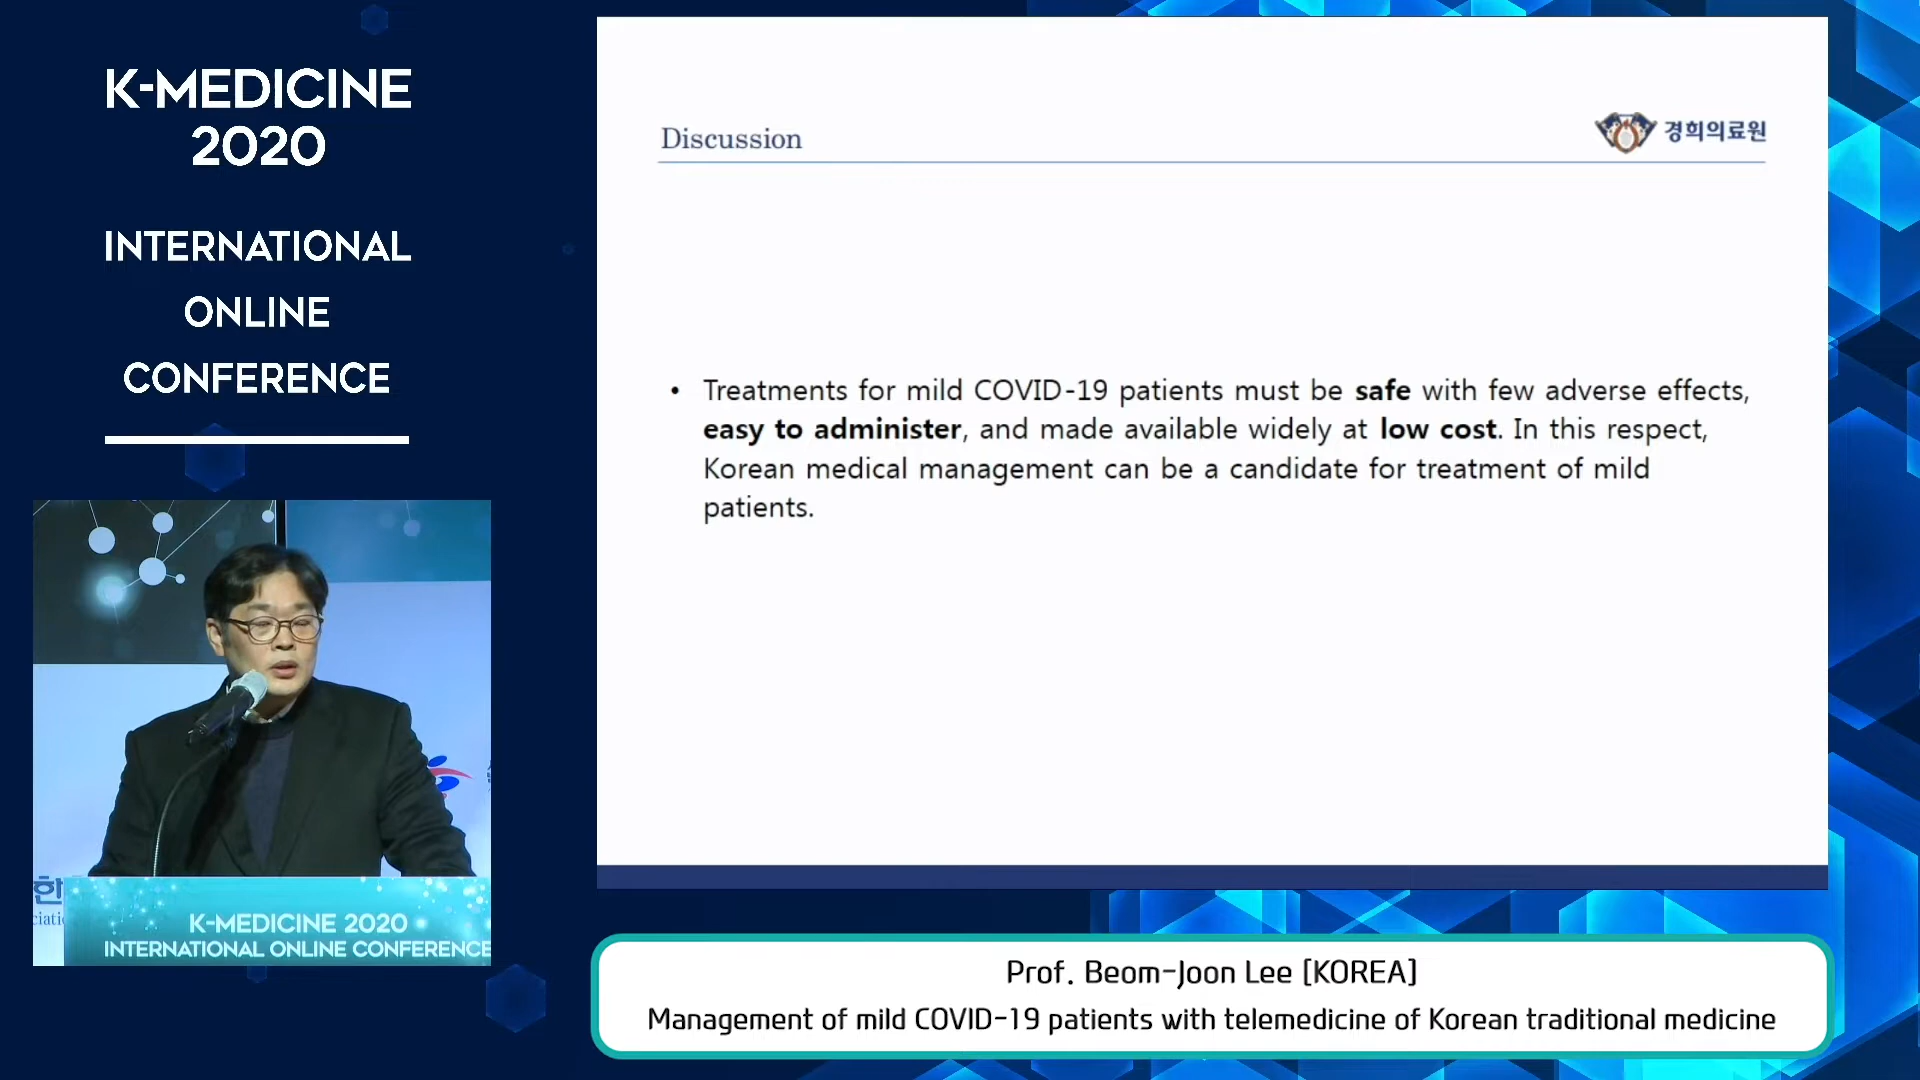 K-MEDICINE
2020
INTERNATIONAL
ONLINE
CONFERENCE
Discussion
경희의료원
• Treatments for mild COVID-19 patients must be safe with few adverse effects,
easy to administer, and made available widely at low cost. In this respect,
Korean medical management can be a candidate for treatment of mild
patients.
한
K-MEDICINE 2020
INTERNATIONAL ONLINE CONFERENCE
Prof. Beom-Joon Lee [KOREA]
Management of mild COVID-19 patients with telemedicine of Korean traditional medicine